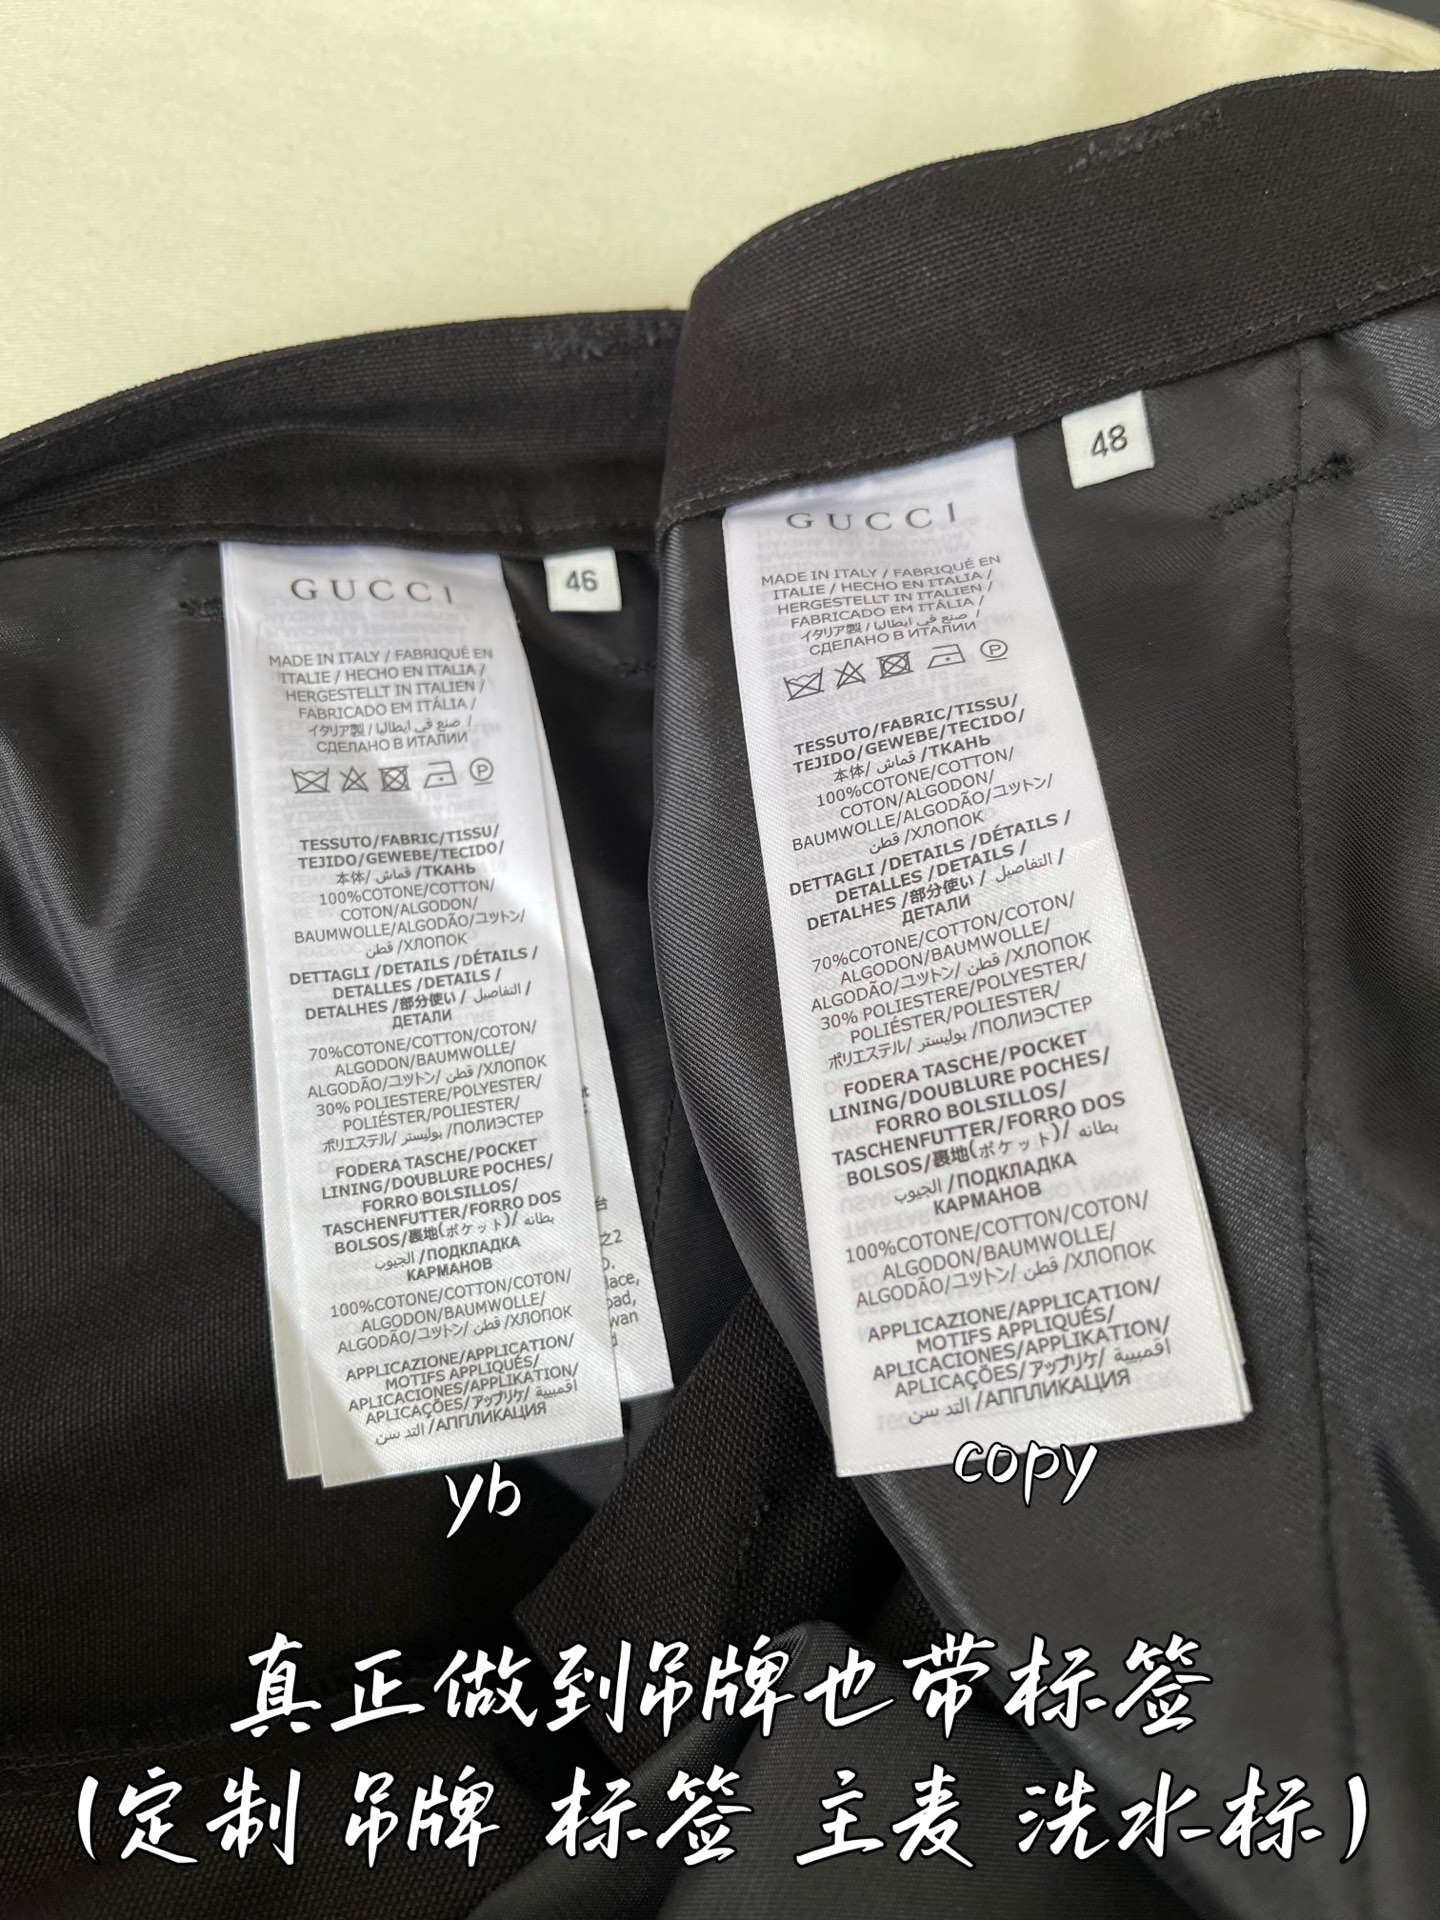 GUCCI
46
MADE IN ITALY / FABRIQUÉ EN
ITALIE / HECHO EN ITALIA /
HERGESTELLT IN ITALIEN /
FABRICADO EM ITÁLIA /
イタリア製 / صنع في ايطاليا /
СДЕЛАНО В ИТАЛИИ
P
TESSUTO/FABRIC/TISSU/
TEJIDO/GEWEBE/TECIDO/
本体/ قماش /ТКАНЬ
100%COTONE/COTTON/
COTON/ALGODON/
BAUMWOLLE/ALGODÃO/コットン/
قطن /ХЛОПОК
DETTAGLI /DETAILS /DÉTAILS /
DETALLES /DETAILS /
DETALHES /部分使い / التفاصيل /
ДЕТАЛИ
70%COTONE/COTTON/COTON/
ALGODON/BAUMWOLLE/
ALGODÃO/コットン/ قطن /ХЛОПОК
30% POLIESTERE/POLYESTER/
POLIÉSTER/POLIESTER/
ポリエステル/ بوليستر /ПОЛИЭСТЕР
FODERA TASCHE/POCKET
LINING/DOUBLURE POCHES/
FORRO BOLSILLOS/
TASCHENFUTTER/FORRO DOS
BOLSOS/裏地(ポケット)/ بطانه
الجيوب /ПОДКЛАДКА
КАРМАНОВ
100%COTONE/COTTON/COTON/
ALGODON/BAUMWOLLE/
ALGODÃO/コットン/ قطن /ХЛОПОК
APPLICAZIONE/APPLICATION/
MOTIFS APPLIQUÉS/
APLICACIONES/APPLIKATION/
APLICAÇÕES/アップリケ/ أقمبيبة
التد سن /АППЛИКАЦИЯ
GUCCI
48
MADE IN ITALY / FABRIQUÉ EN
ITALIE / HECHO EN ITALIA /
HERGESTELLT IN ITALIEN /
FABRICADO EM ITÁLIA /
イタリア製 / صنع في ايطاليا /
СДЕЛАНО В ИТАЛИИ
P
TESSUTO/FABRIC/TISSU/
TEJIDO/GEWEBE/TECIDO/
本体/ قماش /ТКАНЬ
100%COTONE/COTTON/
COTON/ALGODON/
BAUMWOLLE/ALGODÃO/コットン/
قطن /ХЛОПОК
DETTAGLI /DETAILS /DÉTAILS /
DETALLES /DETAILS /
DETALHES /部分使い / التفاصيل /
ДЕТАЛИ
70%COTONE/COTTON/COTON/
ALGODON/BAUMWOLLE/
ALGODÃO/コットン/ قطن /ХЛОПОК
30% POLIESTERE/POLYESTER/
POLIÉSTER/POLIESTER/
ポリエステル/ بوليستر /ПОЛИЭСТЕР
FODERA TASCHE/POCKET
LINING/DOUBLURE POCHES/
FORRO BOLSILLOS/
TASCHENFUTTER/FORRO DOS
BOLSOS/裏地(ポケット)/ بطانه
الجيوب /ПОДКЛАДКА
КАРМАНОВ
100%COTONE/COTTON/COTON/
ALGODON/BAUMWOLLE/
ALGODÃO/コットン/ قطن /ХЛОПОК
APPLICAZIONE/APPLICATION/
MOTIFS APPLIQUÉS/
APLICACIONES/APPLIKATION/
APLICAÇÕES/アップリケ/ أقمبيبة
التد سن /АППЛИКАЦИЯ
yb
copy
真正做到吊牌也带标签
(定制 吊牌 标签 主麦 洗水标)